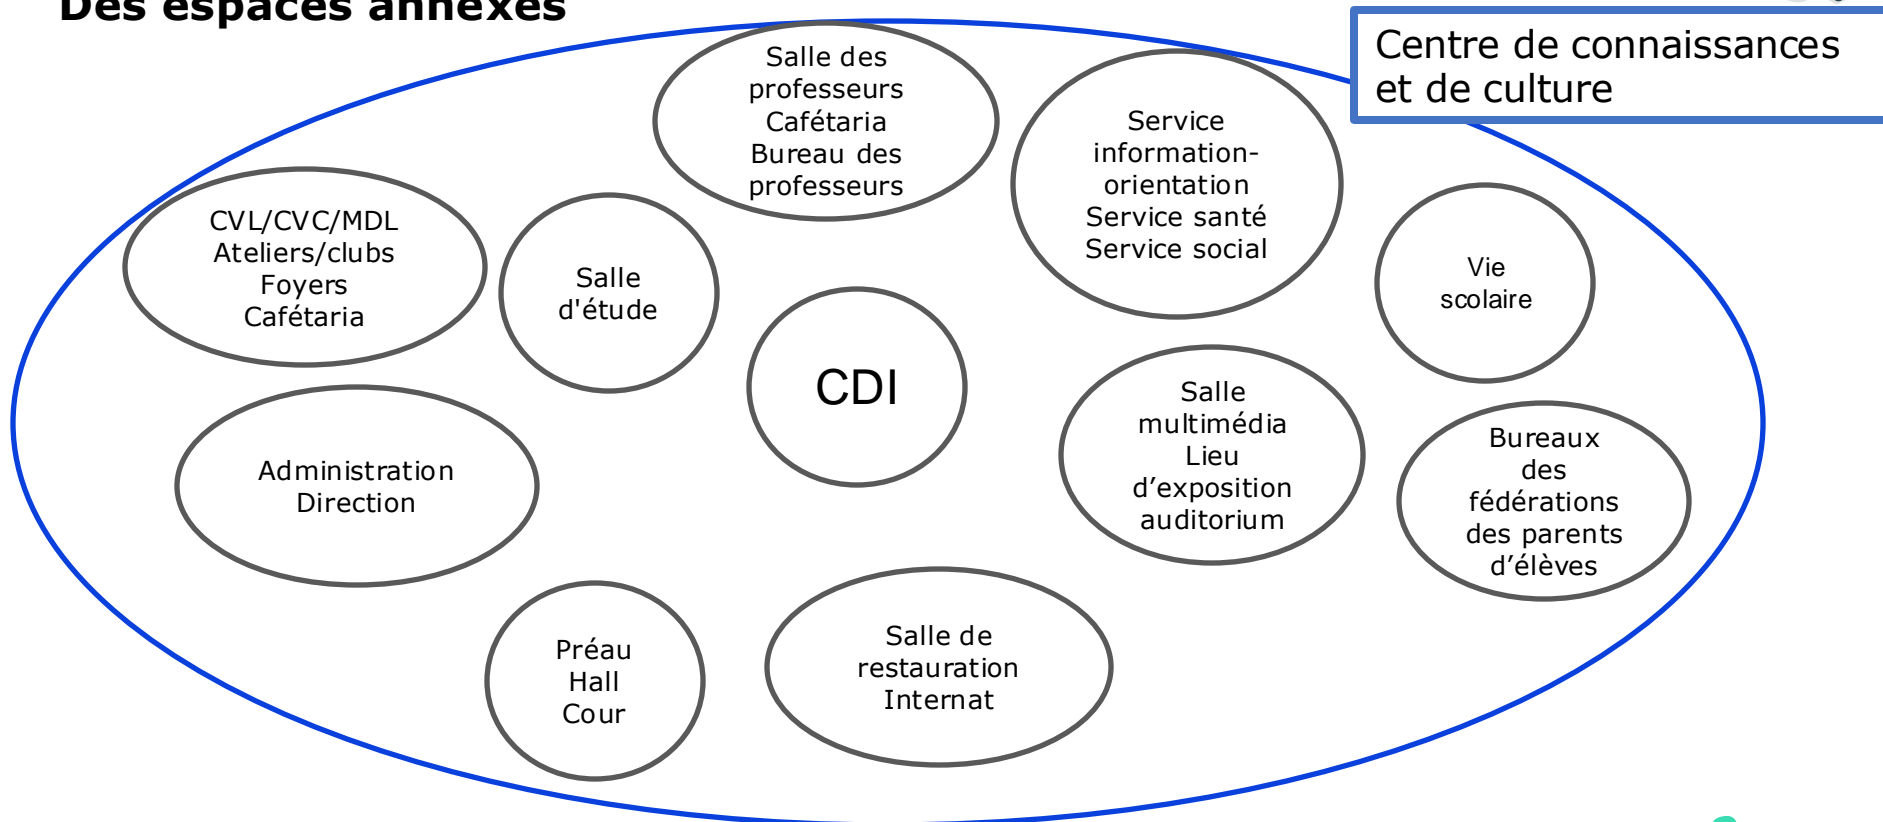 Des espaces annexes
Centre de connaissances
et de culture
Salle des
professeurs
Cafétaria
Bureau des
professeurs
Service
information-
orientation
Service santé
Service social
CVL/CVC/MDL
Ateliers/clubs
Foyers
Cafétaria
Salle
d'étude
Vie
scolaire
CDI
Salle
multimédia
Lieu
d’exposition
auditorium
Bureaux
des
fédérations
des parents
d’élèves
Administration
Direction
Préau
Hall
Cour
Salle de
restauration
Internat